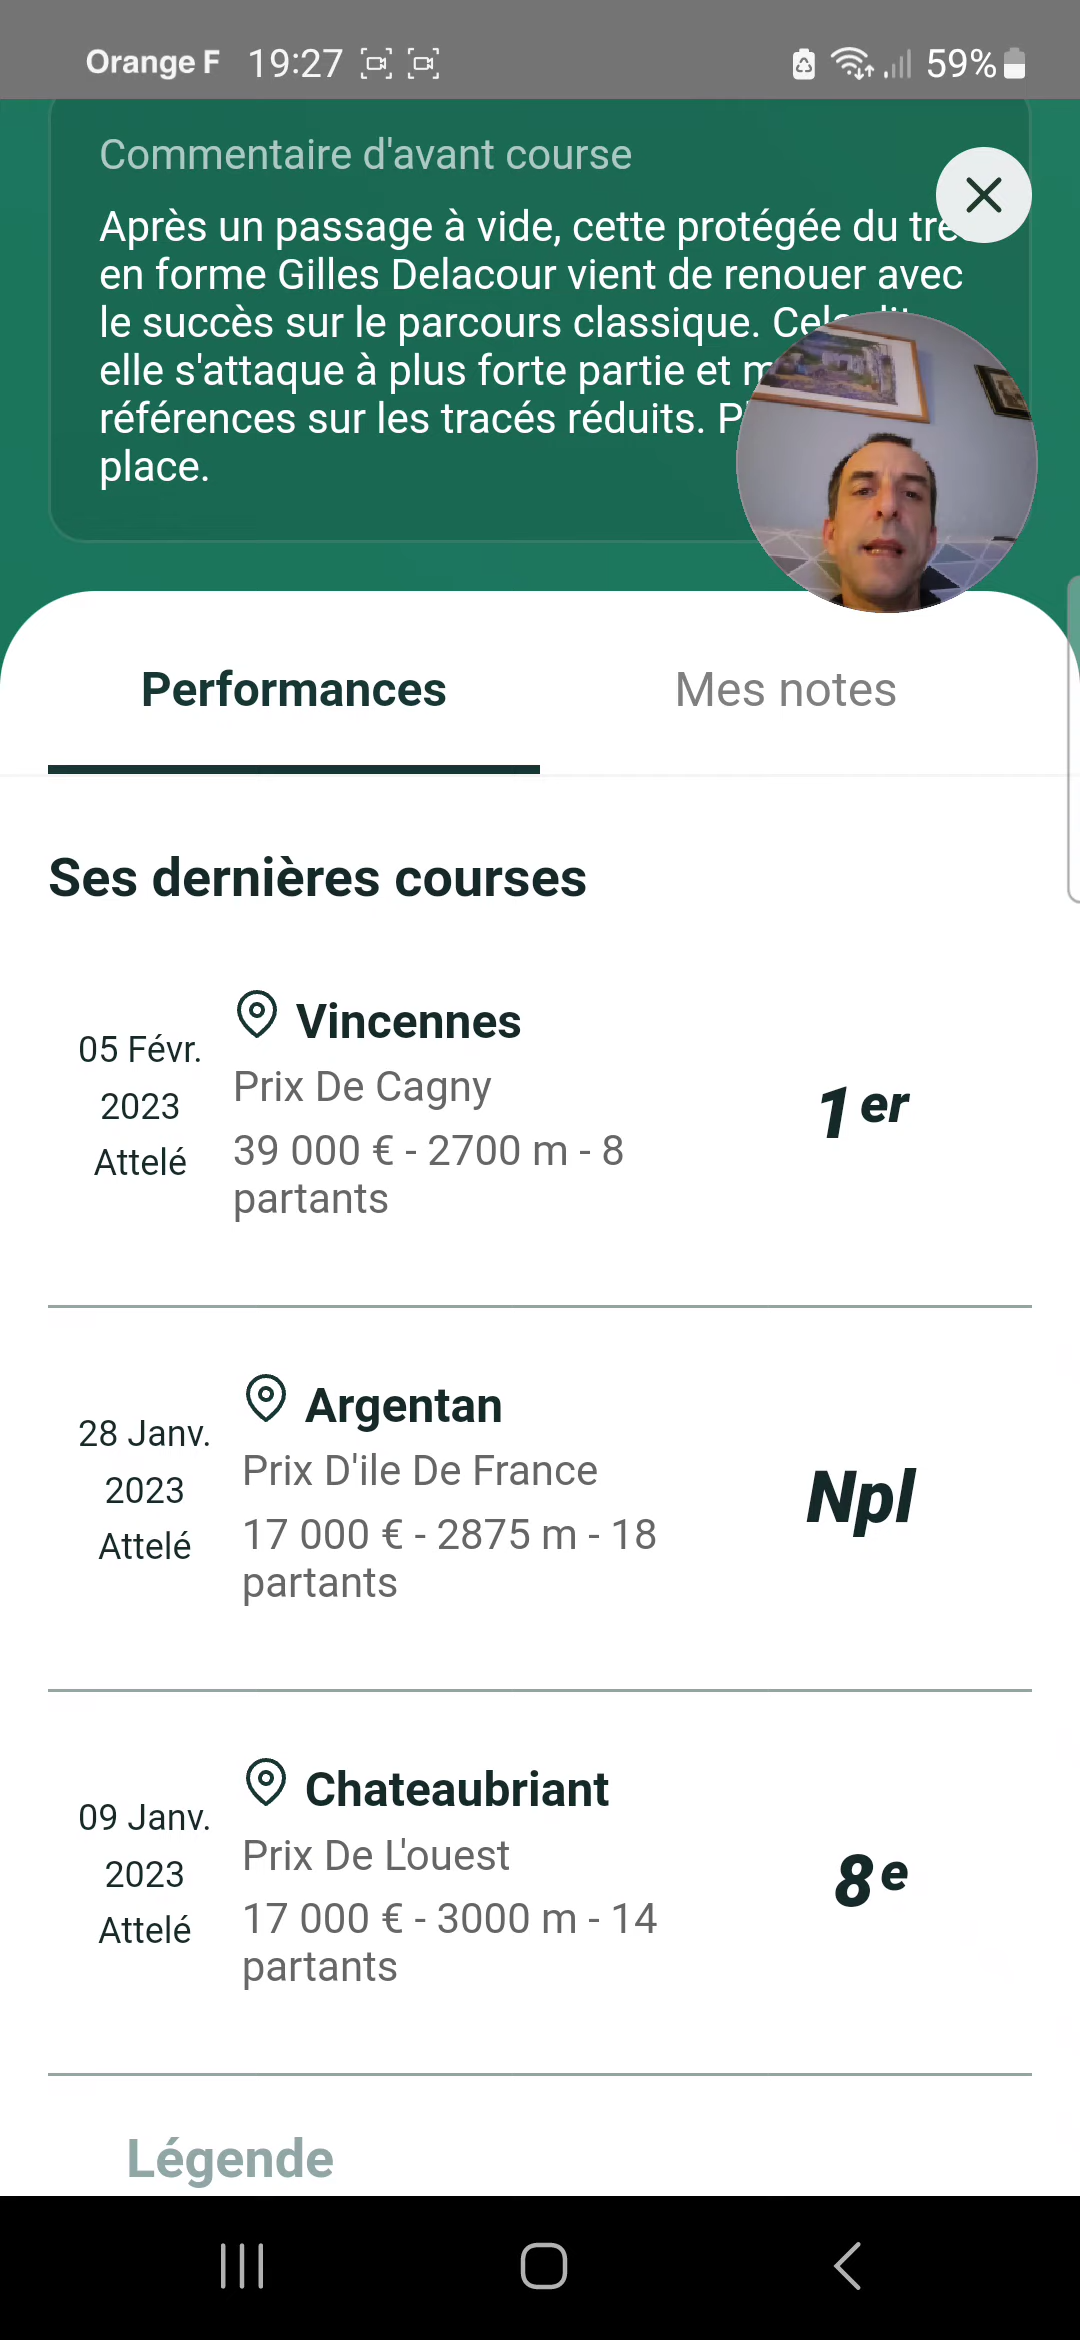 Orange F 19:27 59%
Commentaire d'avant course
Après un passage à vide, cette protégée du
en forme Gilles Delacour vient de renouer avec
le succès sur le parcours classique.
elle s'attaque à plus forte partie et
références sur les tracés réduits.
place.
Performances Mes notes
Ses dernières courses
05 Févr.
2023
Attelé
Vincennes
Prix De Cagny
39 000 € - 2700 m - 8
partants
1er
28 Janv.
2023
Attelé
Argentan
Prix D'ile De France
17 000 € - 2875 m - 18
partants
Npl
09 Janv.
2023
Attelé
Chateaubriant
Prix De L'ouest
17 000 € - 3000 m - 14
partants
8e
Légende